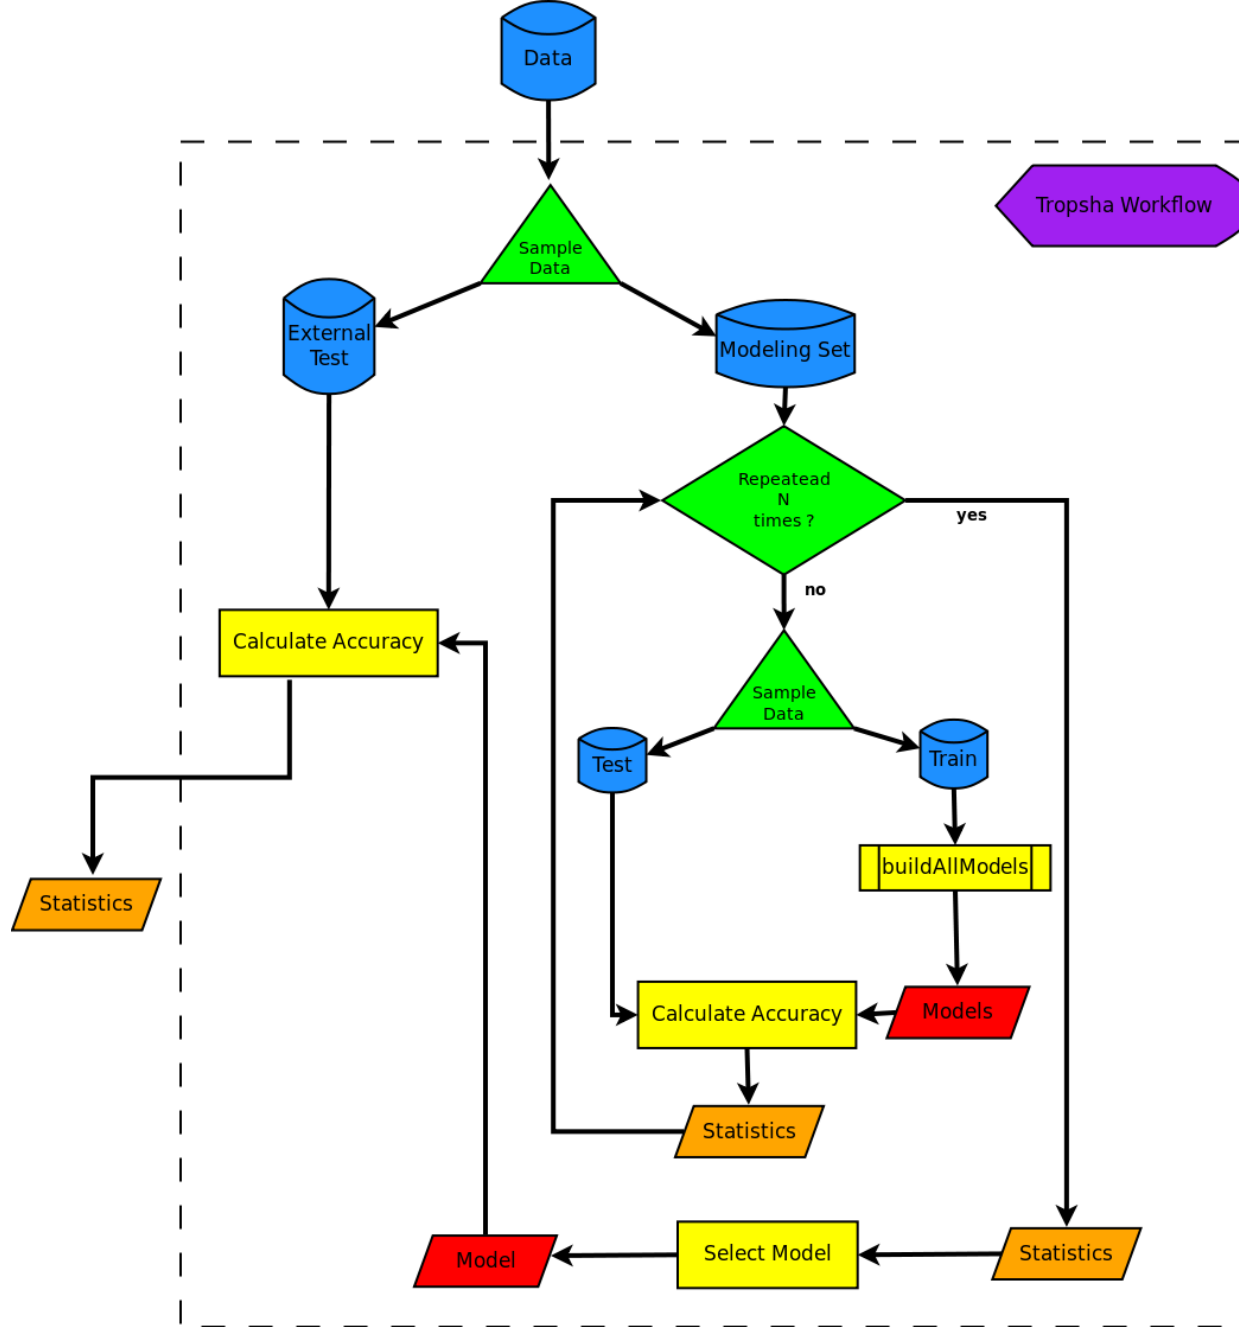 Data
Tropsha Workflow
Sample
Data
External
Test
Modeling Set
Repeatead
N
times ?
yes
no
Calculate Accuracy
Sample
Data
Test
Train
buildAllModels
Statistics
Calculate Accuracy
Models
Statistics
Model
Select Model
Statistics